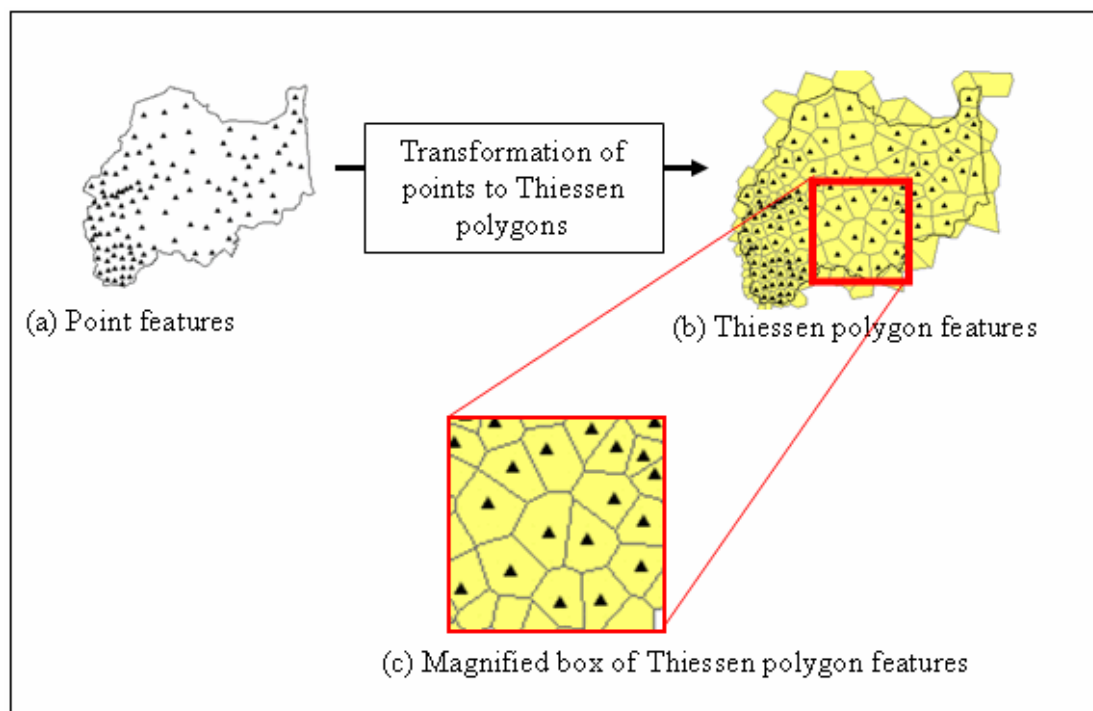 Transformation of
points to Thiessen
polygons
(a) Point features
(b) Thiessen polygon features
(c) Magnified box of Thiessen polygon features